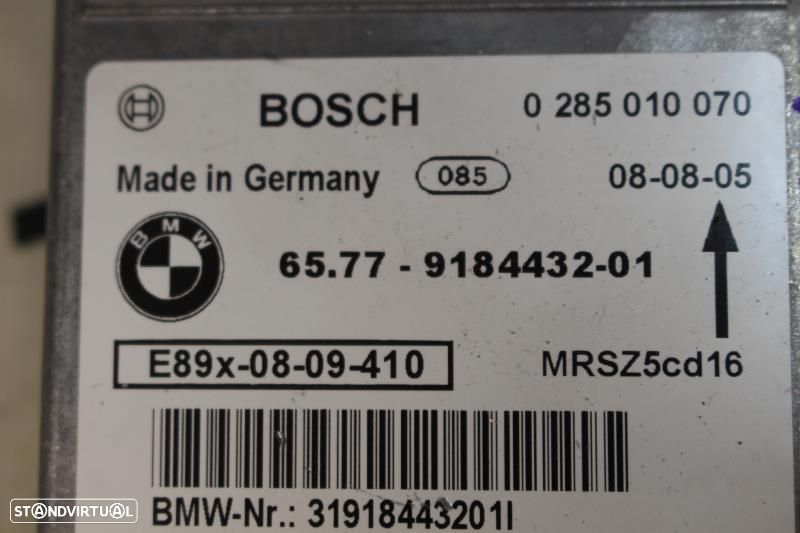 BOSCH 0 285 010 070
Made in Germany 085 08-08-05
BMW 65.77 - 9184432-01
E89x-08-09-410 MRSZ5cd16
BMW-Nr.: 31918443201I
STANDVIRTUAL